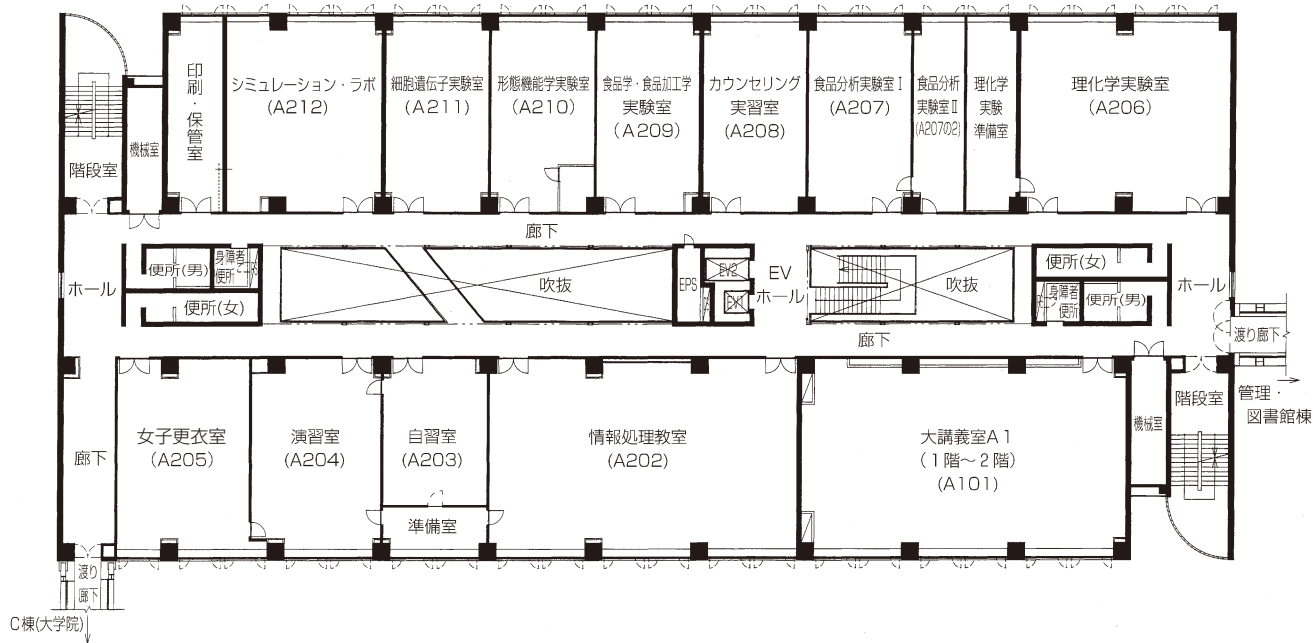 印刷・保管室
シミュレーション・ラボ
(A212)
細胞遺伝子実験室
(A211)
形態機能学実験室
(A210)
食品学・食品加工学
実験室
(A209)
カウンセリング
実習室
(A208)
食品分析実験室Ⅰ
(A207)
食品分析
実験室Ⅱ
(A207の2)
理化学
実験
準備室
理化学実験室
(A206)
機械室
階段室
廊下
便所(男)
身障者
便所
ホール
便所(女)
吹抜
EPS
EV2
EV1
EV
ホール
吹抜
便所(女)
身障者
便所
便所(男)
ホール
渡り廊下
廊下
管理・
図書館棟
階段室
機械室
廊下
女子更衣室
(A205)
演習室
(A204)
自習室
(A203)
準備室
情報処理教室
(A202)
大講義室A1
(1階～2階)
(A101)
渡り
廊下
C棟(大学院)